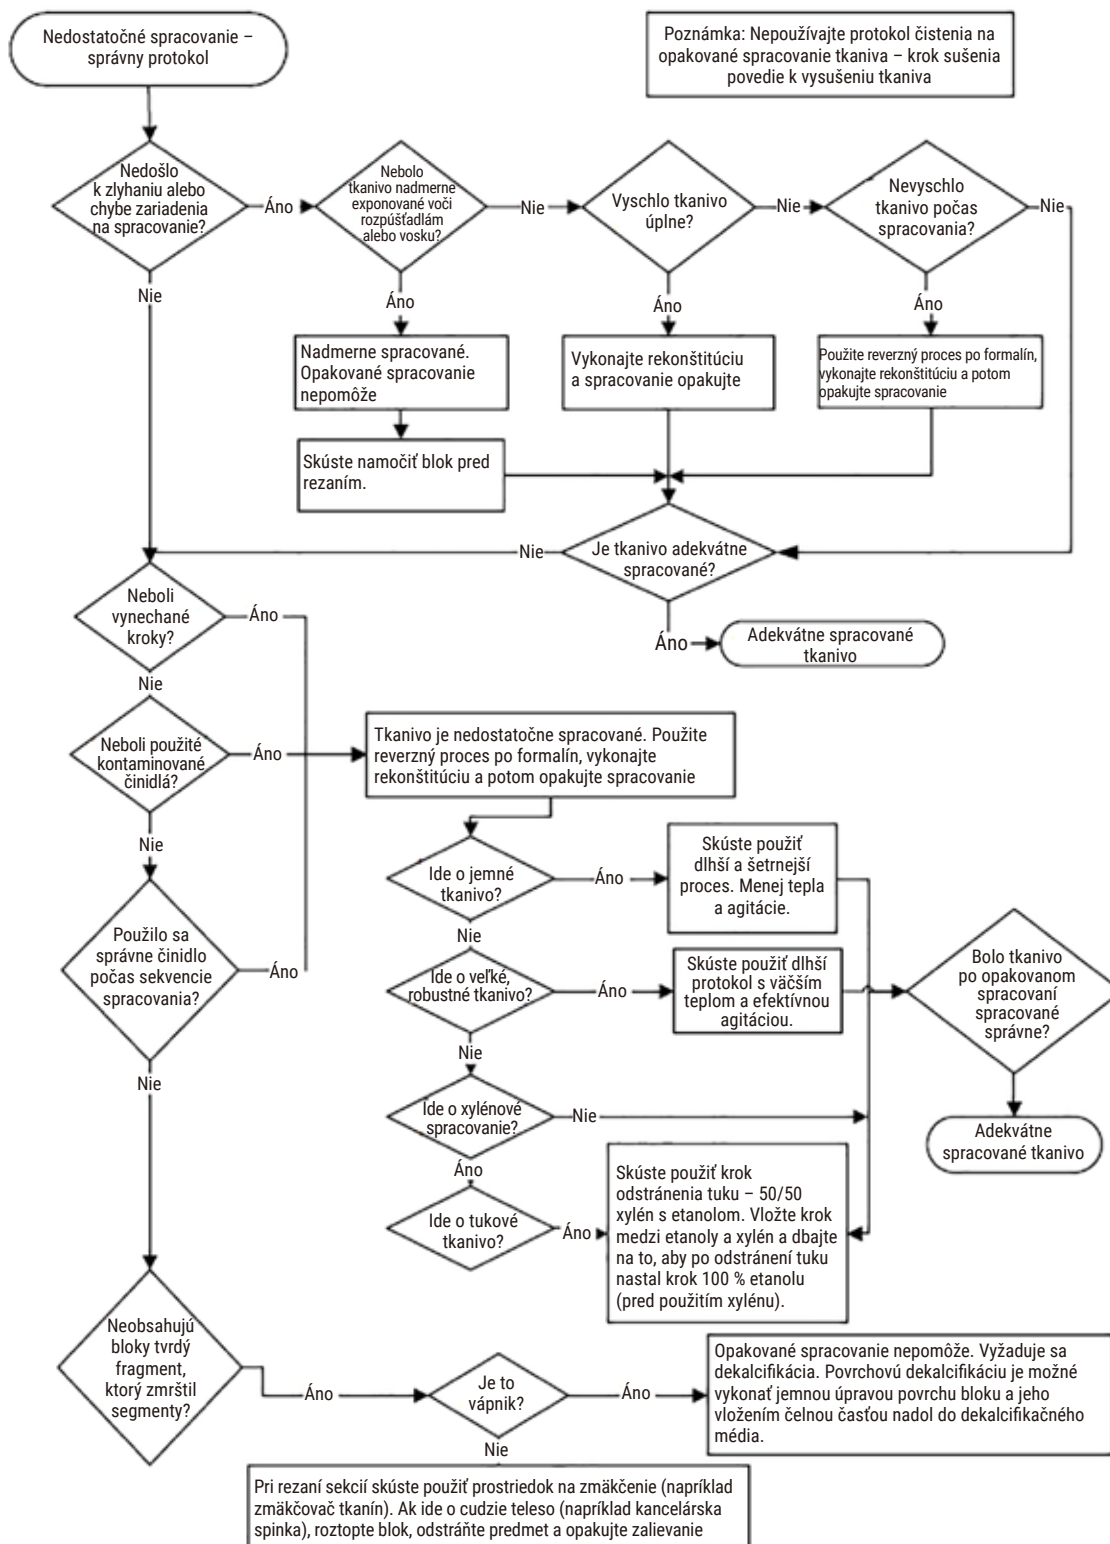 Nedostatočné spracovanie –
správny protokol
Poznámka: Nepoužívajte protokol čistenia na
opakované spracovanie tkaniva – krok sušenia
povedie k vysušeniu tkaniva
Nedošlo
k zlyhaniu alebo
chybe zariadenia
na spracovanie?
Áno
Nebolo
tkanivo nadmerne
exponované voči
rozpúšťadlám
alebo vosku?
Nie
Vyschlo tkanivo
úplne?
Nie
Nevyschlo
tkanivo počas
spracovania?
Nie
Nie
Áno
Áno
Áno
Nadmerne spracované.
Opakované spracovanie
nepomôže
Vykonajte rekonštitúciu
a spracovanie opakujte
Použite reverzný proces po formalín,
vykonajte rekonštitúciu a potom
opakujte spracovanie
Skúste namočiť blok pred
rezaním.
Nie
Je tkanivo adekvátne
spracované?
Áno
Adekvátne spracované
tkanivo
Neboli
vynechané
kroky?
Áno
Nie
Neboli použité
kontaminované
činidlá?
Áno
Tkanivo je nedostatočne spracované. Použite
reverzný proces po formalín, vykonajte
rekonštitúciu a potom opakujte spracovanie
Nie
Použilo sa
správne činidlo
počas sekvencie
spracovania?
Áno
Nie
Ide o jemné
tkanivo?
Áno
Skúste použiť
dlhší a šetrnejší
proces. Menej tepla
a agitácie.
Nie
Ide o veľké,
robustné tkanivo?
Áno
Skúste použiť dlhší
protokol s väčším
teplom a efektívnou
agitáciou.
Bolo tkanivo
po opakovanom
spracovaní
spracované
správne?
Nie
Ide o xylénové
spracovanie?
Nie
Adekvátne
spracované tkanivo
Áno
Ide o tukové
tkanivo?
Áno
Skúste použiť krok
odstránenia tuku – 50/50
xylén s etanolom. Vložte krok
medzi etanoly a xylén a dbajte
na to, aby po odstránení tuku
nastal krok 100 % etanolu
(pred použitím xylénu).
Neobsahujú
bloky tvrdý
fragment,
ktorý zmrštil
segmenty?
Áno
Je to
vápnik?
Áno
Opakované spracovanie nepomôže. Vyžaduje sa
dekalcifikácia. Povrchovú dekalcifikáciu je možné
vykonať jemnou úpravou povrchu bloku a jeho
vložením čelnou časťou nadol do dekalcifikačného
média.
Nie
Pri rezaní sekcií skúste použiť prostriedok na zmäkčenie (napríklad
zmäkčovač tkanín). Ak ide o cudzie teleso (napríklad kancelárska
spinka), roztopte blok, odstráňte predmet a opakujte zalievanie